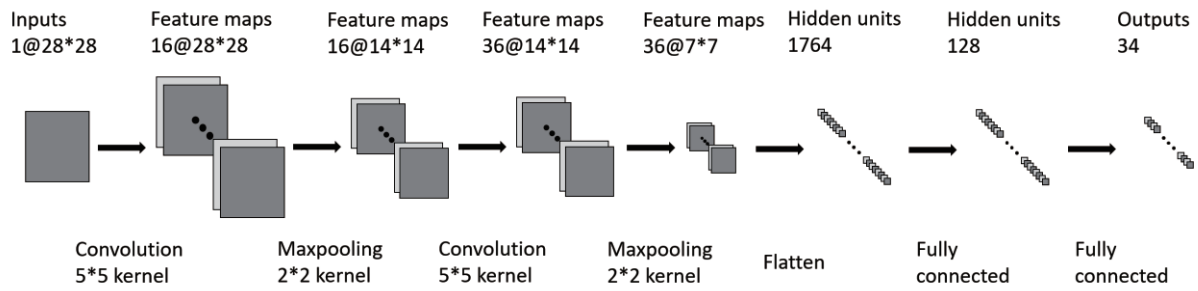 Inputs
1@28*28
Feature maps
16@28*28
Feature maps
16@14*14
Feature maps
36@14*14
Feature maps
36@7*7
Hidden units
1764
Hidden units
128
Outputs
34
Convolution
5*5 kernel
Maxpooling
2*2 kernel
Convolution
5*5 kernel
Maxpooling
2*2 kernel
Flatten
Fully
connected
Fully
connected